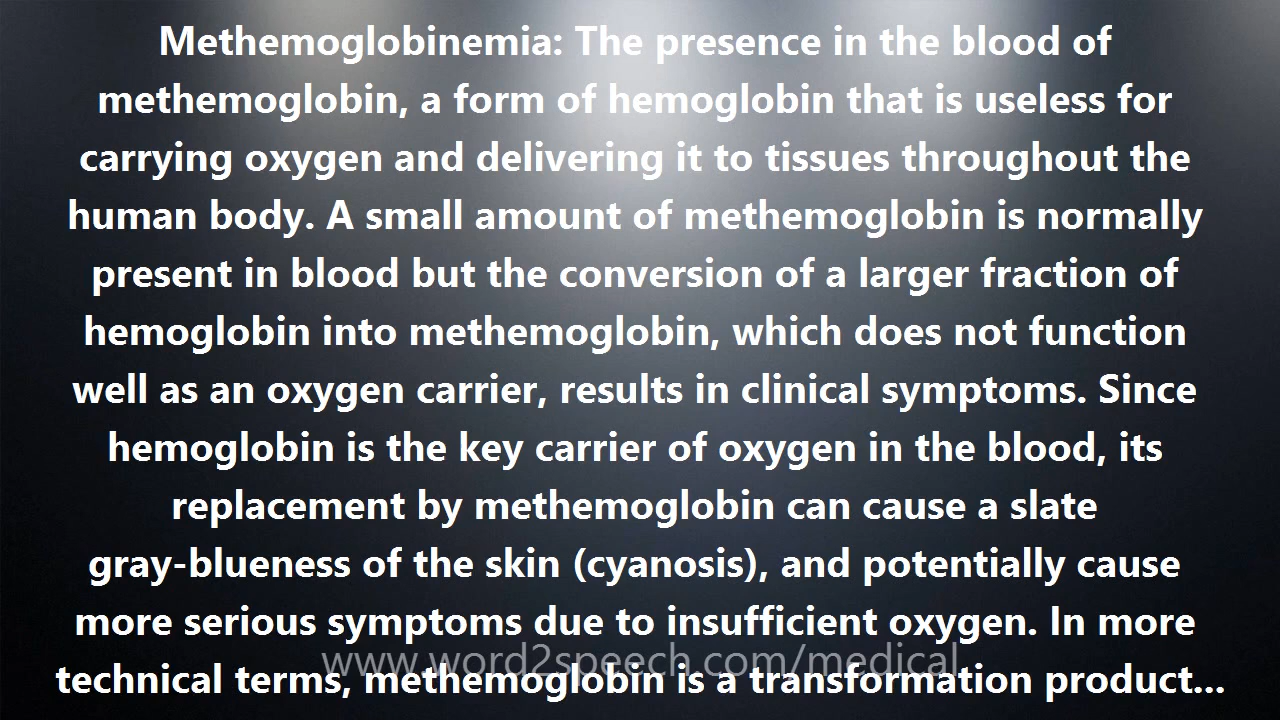 Methemoglobinemia: The presence in the blood of
methemoglobin, a form of hemoglobin that is useless for
carrying oxygen and delivering it to tissues throughout the
human body. A small amount of methemoglobin is normally
present in blood but the conversion of a larger fraction of
hemoglobin into methemoglobin, which does not function
well as an oxygen carrier, results in clinical symptoms. Since
hemoglobin is the key carrier of oxygen in the blood, its
replacement by methemoglobin can cause a slate
gray-blueness of the skin (cyanosis), and potentially cause
more serious symptoms due to insufficient oxygen. In more
www.word2speech.com/medical
technical terms, methemoglobin is a transformation product...